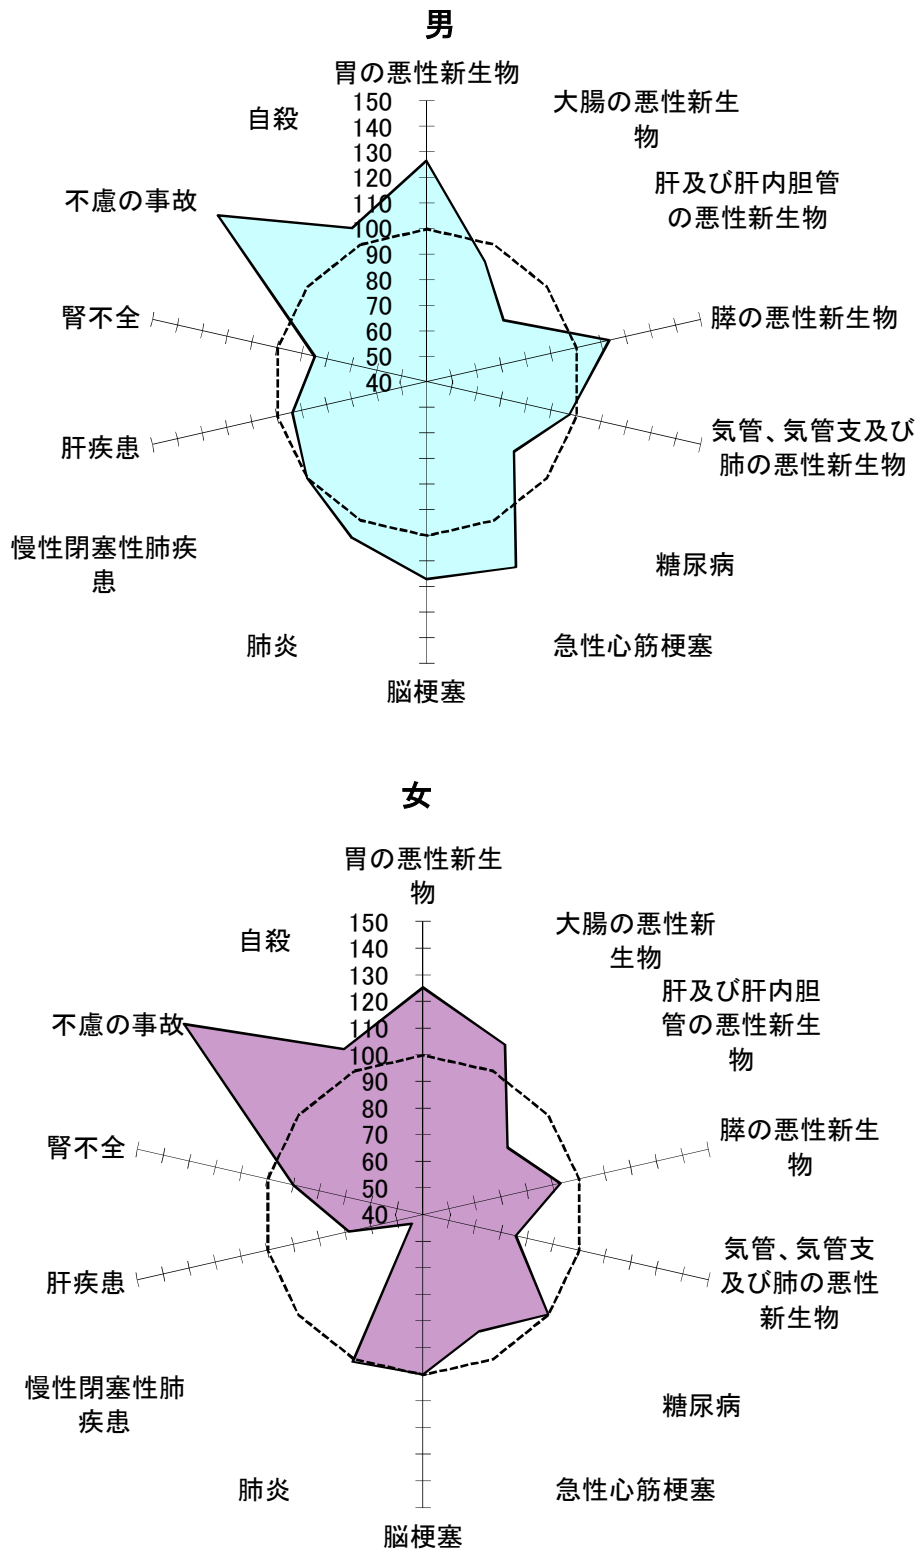 男
胃の悪性新生物
大腸の悪性新生
物
肝及び肝内胆管
の悪性新生物
膵の悪性新生物
気管、気管支及び
肺の悪性新生物
糖尿病
急性心筋梗塞
脳梗塞
肺炎
慢性閉塞性肺疾
患
肝疾患
腎不全
不慮の事故
自殺
150
140
130
120
110
100
90
80
70
60
50
40
女
胃の悪性新生
物
大腸の悪性新
生物
肝及び肝内胆
管の悪性新生
物
膵の悪性新生
物
気管、気管支
及び肺の悪性
新生物
糖尿病
急性心筋梗塞
脳梗塞
肺炎
慢性閉塞性肺
疾患
肝疾患
腎不全
不慮の事故
自殺
150
140
130
120
110
100
90
80
70
60
50
40